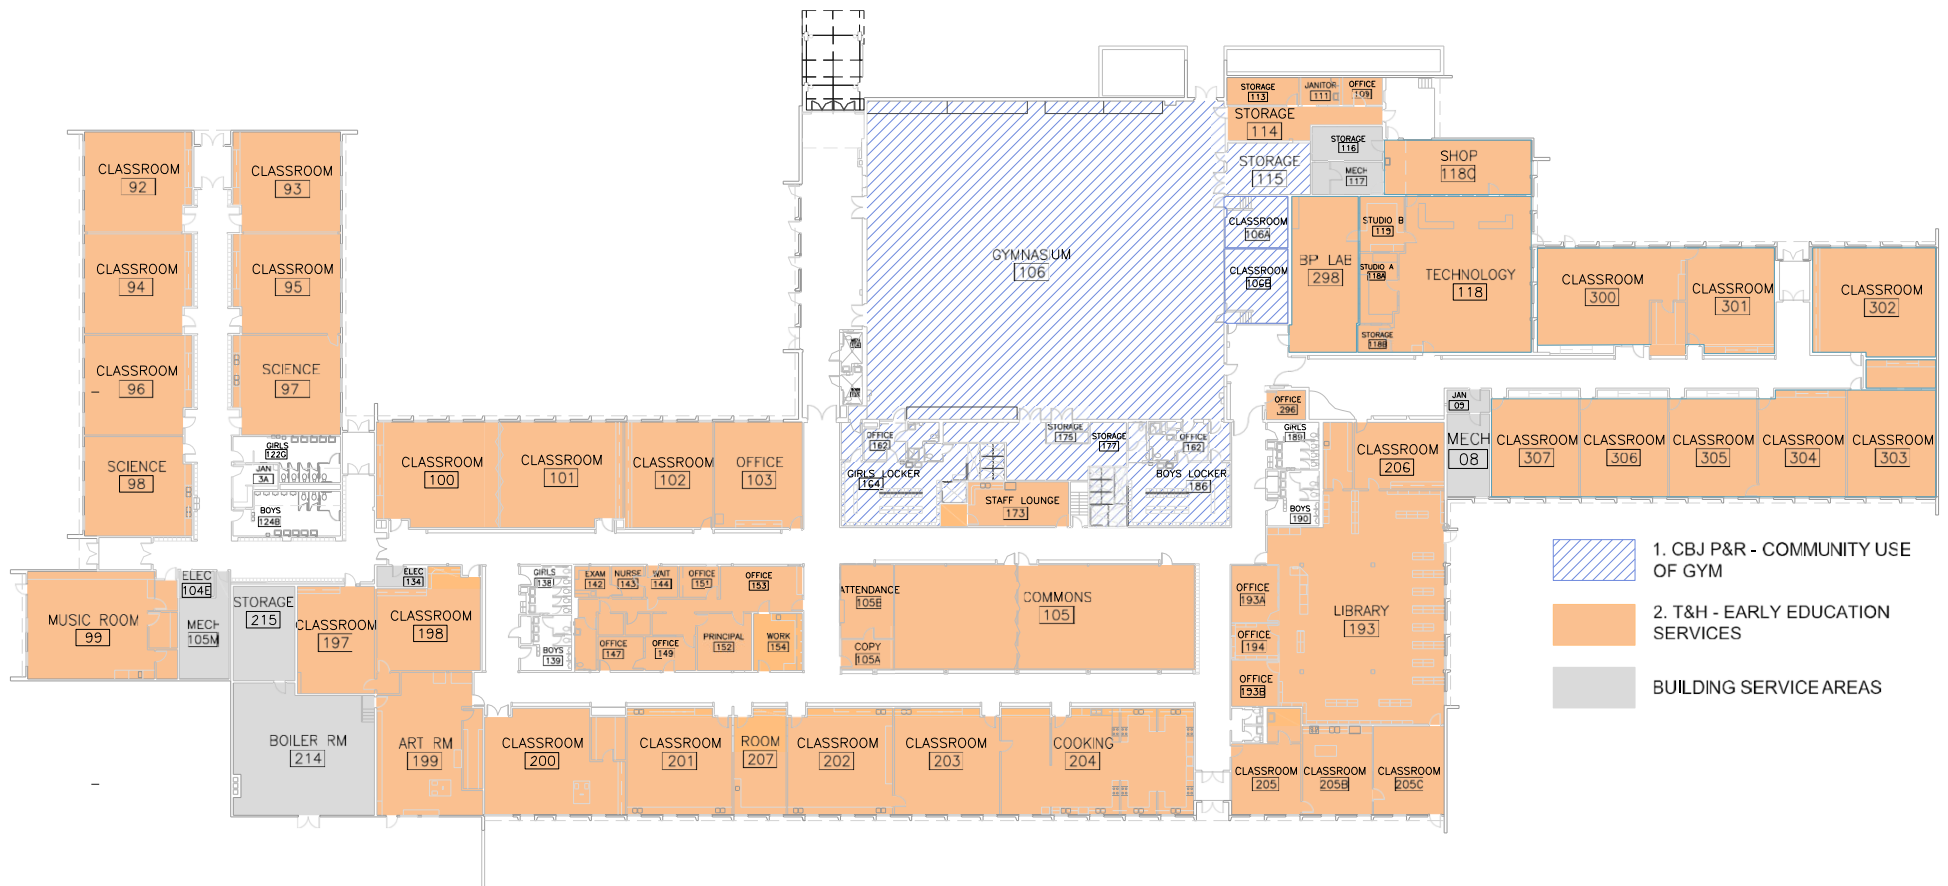 STORAGE
113
JANITOR
111
OFFICE
109
STORAGE
114
STORAGE
116
STORAGE
115
MECH
117
SHOP
118C
CLASSROOM
92
CLASSROOM
93
CLASSROOM
94
CLASSROOM
95
CLASSROOM
96
SCIENCE
97
SCIENCE
98
GIRLS
122G
JAN
3A
BOYS
124B
GYMNASIUM
106
CLASSROOM
106A
CLASSROOM
106B
BP LAB
298
STUDIO B
119
STUDIO A
118A
TECHNOLOGY
118
STORAGE
118B
CLASSROOM
300
CLASSROOM
301
CLASSROOM
302
CLASSROOM
100
CLASSROOM
101
CLASSROOM
102
OFFICE
103
OFFICE
162
GIRLS LOCKER
164
STORAGE
175
STORAGE
177
OFFICE
162
BOYS LOCKER
186
STAFF LOUNGE
173
OFFICE
296
GIRLS
189
BOYS
190
CLASSROOM
206
JAN
09
MECH
08
CLASSROOM
307
CLASSROOM
306
CLASSROOM
305
CLASSROOM
304
CLASSROOM
303
MUSIC ROOM
99
ELEC
104E
MECH
105M
STORAGE
215
CLASSROOM
197
ELEC
134
CLASSROOM
198
GIRLS
138
BOYS
139
EXAM
142
NURSE
143
WAIT
144
OFFICE
151
OFFICE
153
OFFICE
147
OFFICE
149
PRINCIPAL
152
WORK
154
ATTENDANCE
105B
COPY
105A
COMMONS
105
OFFICE
193A
OFFICE
194
OFFICE
193B
LIBRARY
193
BOILER RM
214
ART RM
199
CLASSROOM
200
CLASSROOM
201
ROOM
207
CLASSROOM
202
CLASSROOM
203
COOKING
204
CLASSROOM
205
CLASSROOM
205B
CLASSROOM
205C
1. CBJ P&R - COMMUNITY USE
OF GYM
2. T&H - EARLY EDUCATION
SERVICES
BUILDING SERVICE AREAS